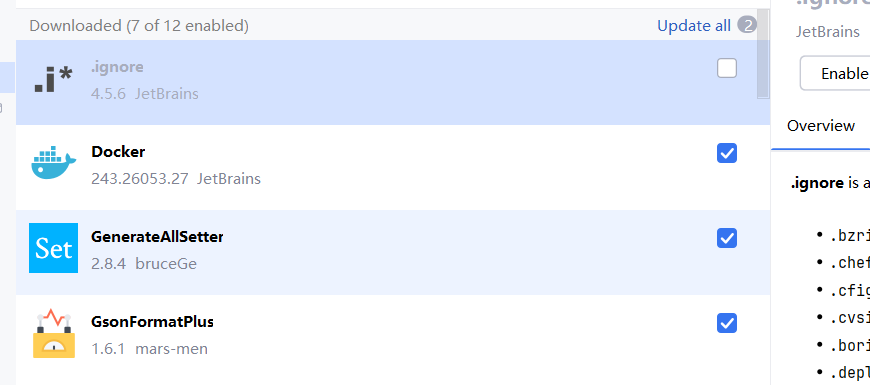 Downloaded (7 of 12 enabled) Update all 2
.i* .ignore
4.5.6 JetBrains
Docker
243.26053.27 JetBrains
Set GenerateAllSetter
2.8.4 bruceGe
GsonFormatPlus
1.6.1 mars-men
.ignore
JetBrains
Enable
Overview
.ignore is a
• .bzri
• .chef
• .cfig
• .cvsi
• .bori
• .depl